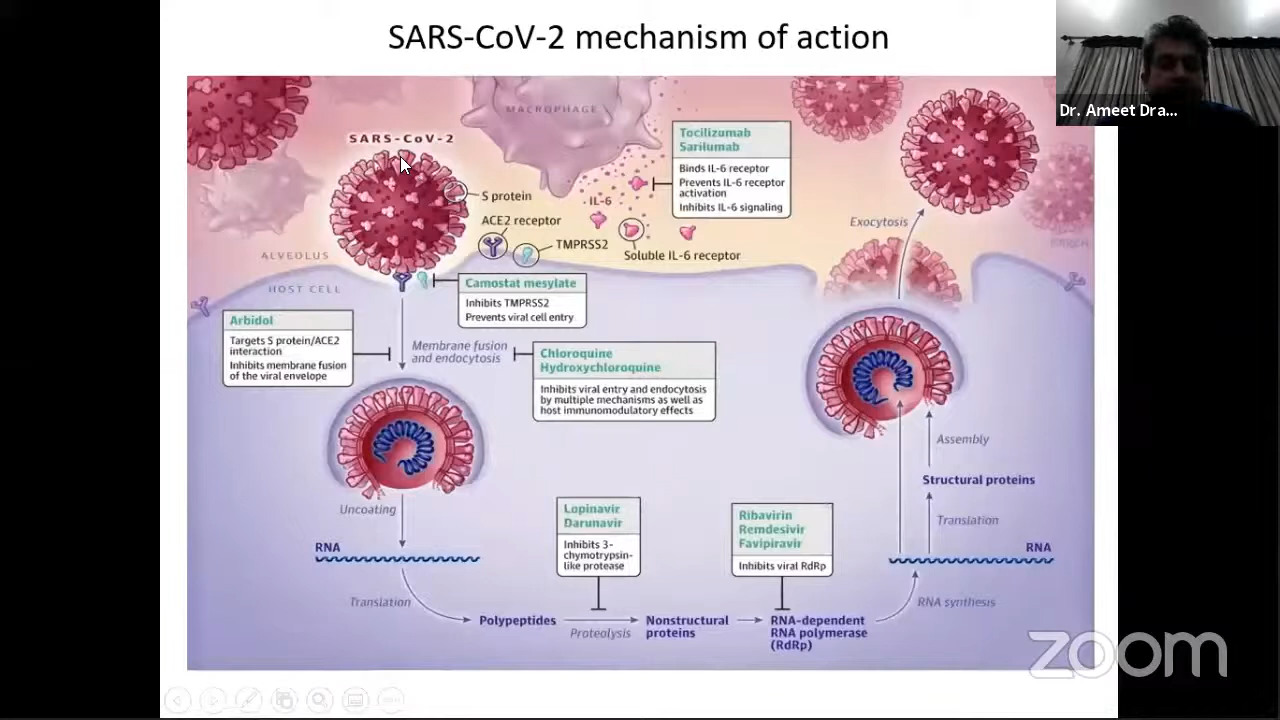 SARS-CoV-2 mechanism of action
Dr. Ameet Dra...
MACROPHAGE
SARS-CoV-2
S protein
ACE2 receptor
TMPRSS2
IL-6
Soluble IL-6 receptor
Tocilizumab
Sarilumab
Binds IL-6 receptor
Prevents IL-6 receptor
activation
Inhibits IL-6 signaling
Exocytosis
ALVEOLUS
HOST CELL
Camostat mesylate
Inhibits TMPRSS2
Prevents viral cell entry
Arbidol
Targets S protein/ACE2
interaction
Inhibits membrane fusion
of the viral envelope
Membrane fusion
and endocytosis
Chloroquine
Hydroxychloroquine
Inhibits viral entry and endocytosis
by multiple mechanisms as well as
host immunomodulatory effects
Uncoating
RNA
Translation
Polypeptides
Proteolysis
Lopinavir
Darunavir
Inhibits 3-
chymotrypsin-
like protease
Nonstructural
proteins
Ribavirin
Remdesivir
Favipiravir
Inhibits viral RdRp
RNA-dependent
RNA polymerase
(RdRp)
RNA synthesis
RNA
Translation
Structural proteins
Assembly
zoom